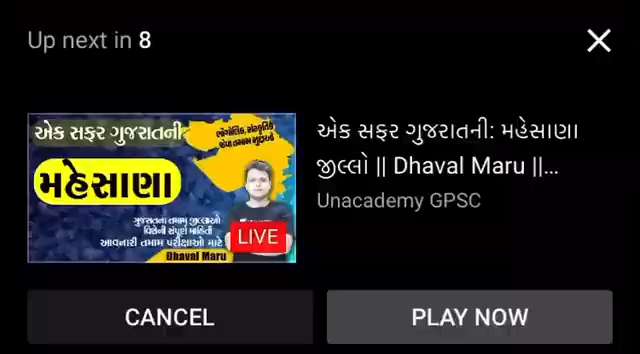 Up next in 8
એક સફર ગુજરાતની
ભૌગોલિક, સાંસ્કૃતિક
જેવા તમામ મુદ્દાઓ
મહેસાણા
ગુજરાતના તમામ જીલ્લાઓ
વિશેની સંપૂર્ણ માહિતી
આવનારી તમામ પરીક્ષાઓ માટે
LIVE
Dhaval Maru
એક સફર ગુજરાતની: મહેસાણા
જીલ્લો || Dhaval Maru ||...
Unacademy GPSC
CANCEL
PLAY NOW